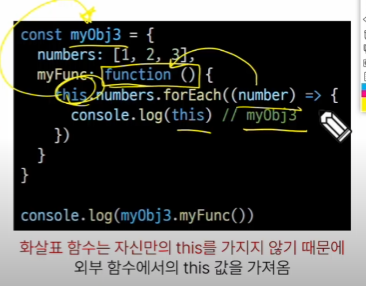 const myObj3 = {
numbers: [1, 2, 3],
myFunc: function () {
this.numbers.forEach((number) => {
console.log(this) // myObj3
})
}
}
console.log(myObj3.myFunc())
화살표 함수는 자신만의 this를 가지지 않기 때문에
외부 함수에서의 this 값을 가져옴